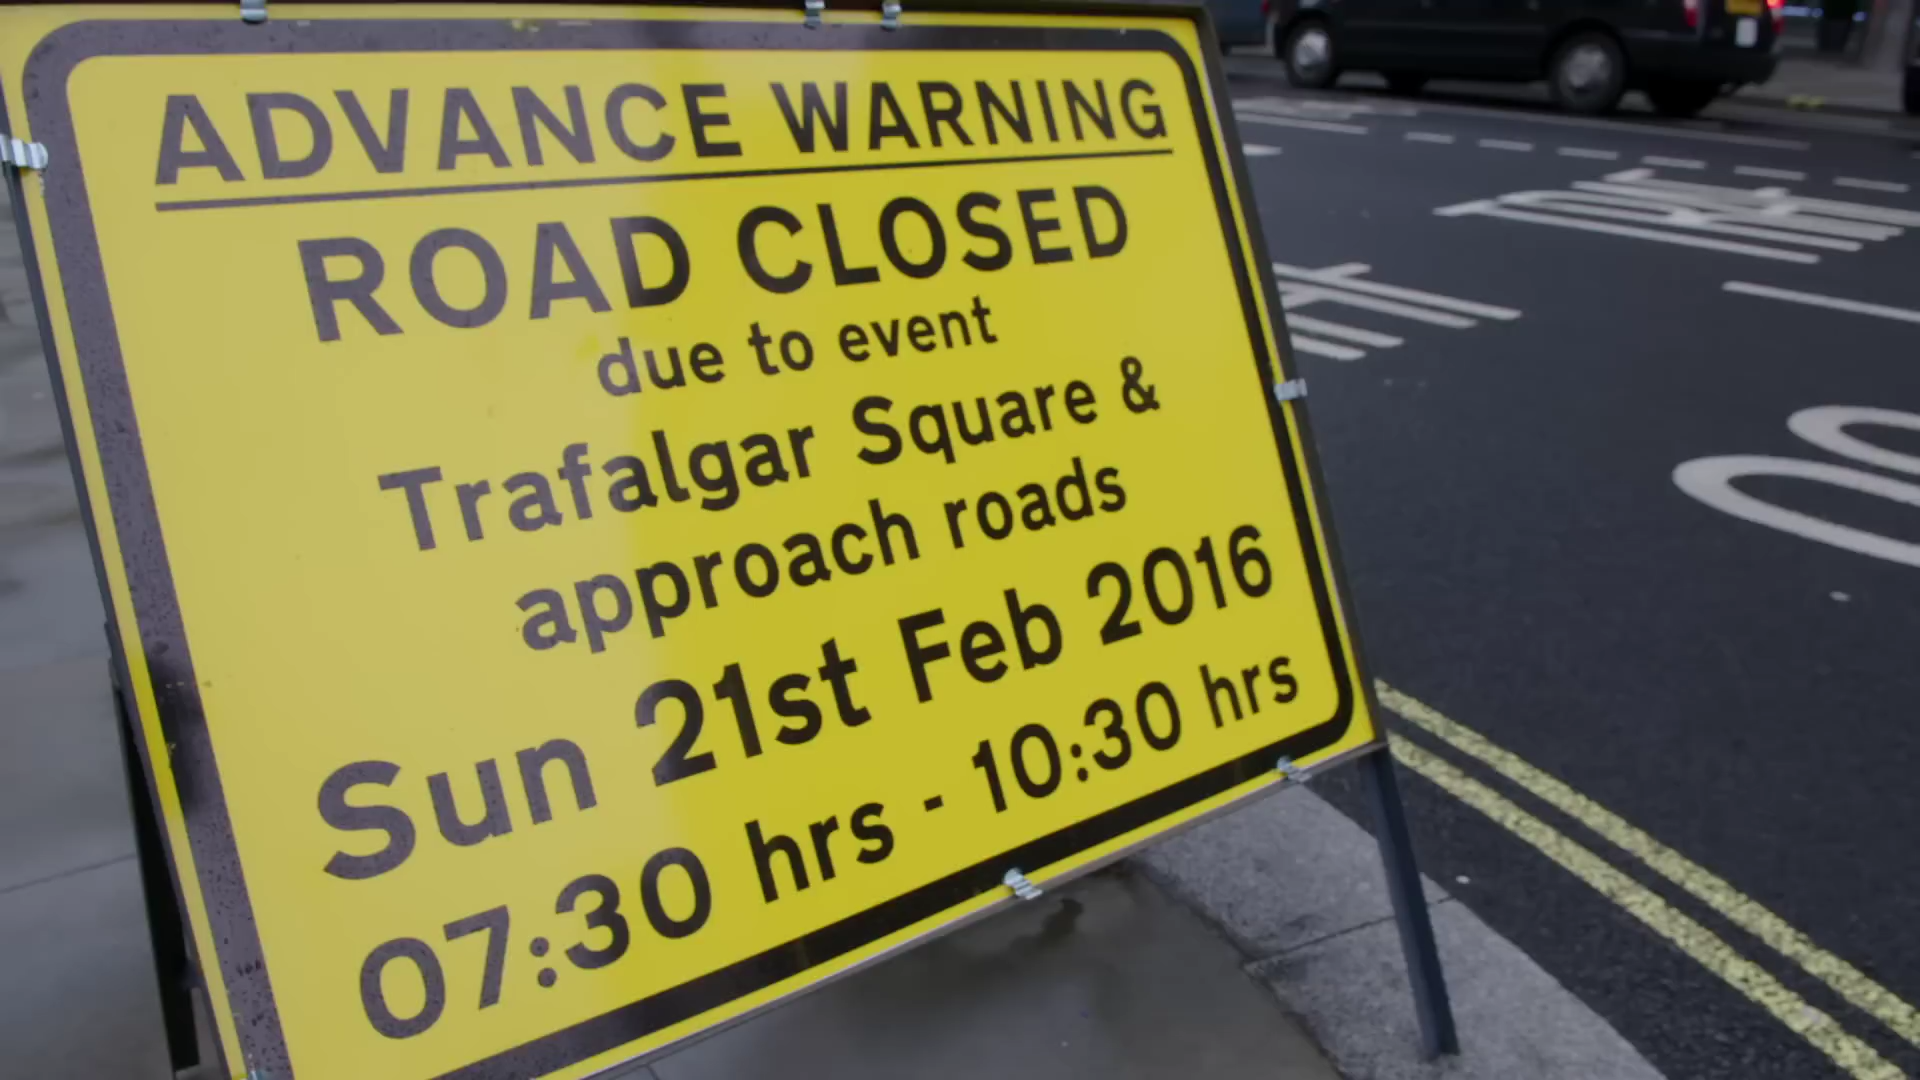 ADVANCE WARNING
ROAD CLOSED
due to event
Trafalgar Square &
approach roads
Sun 21st Feb 2016
07:30 hrs - 10:30 hrs